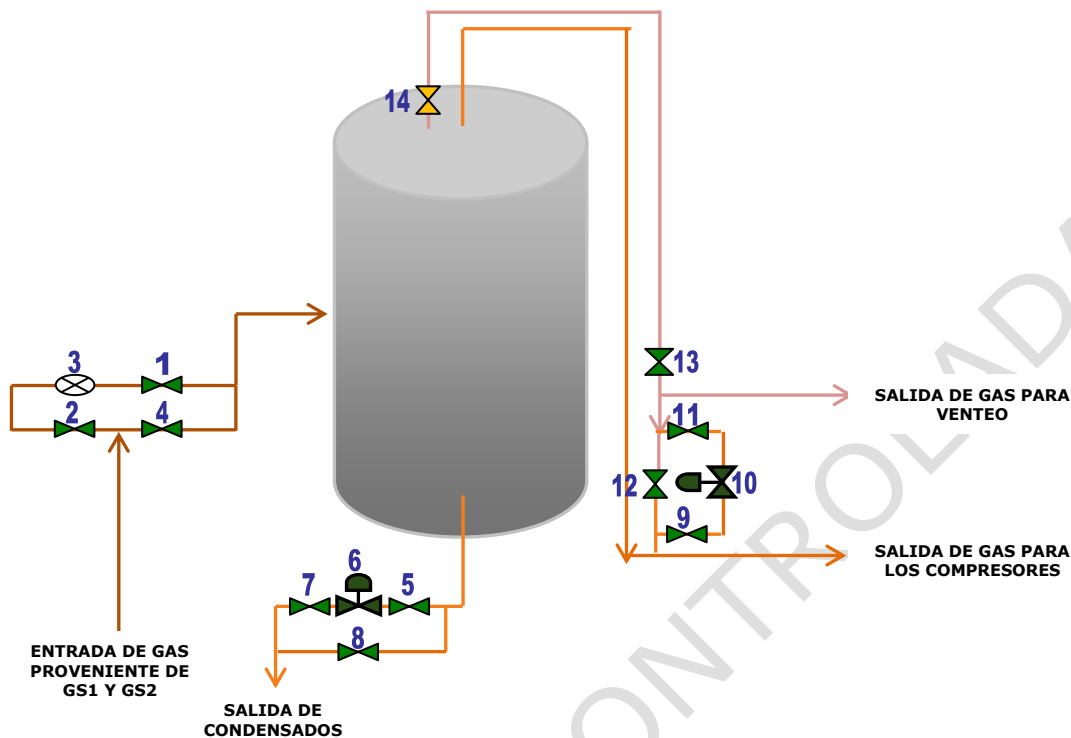 14
3
1
2
4
13
SALIDA DE GAS PARA
VENTEO
11
12
10
9
SALIDA DE GAS PARA
LOS COMPRESORES
6
7
5
8
ENTRADA DE GAS
PROVENIENTE DE
GS1 Y GS2
SALIDA DE
CONDENSADOS
ONTROLADA